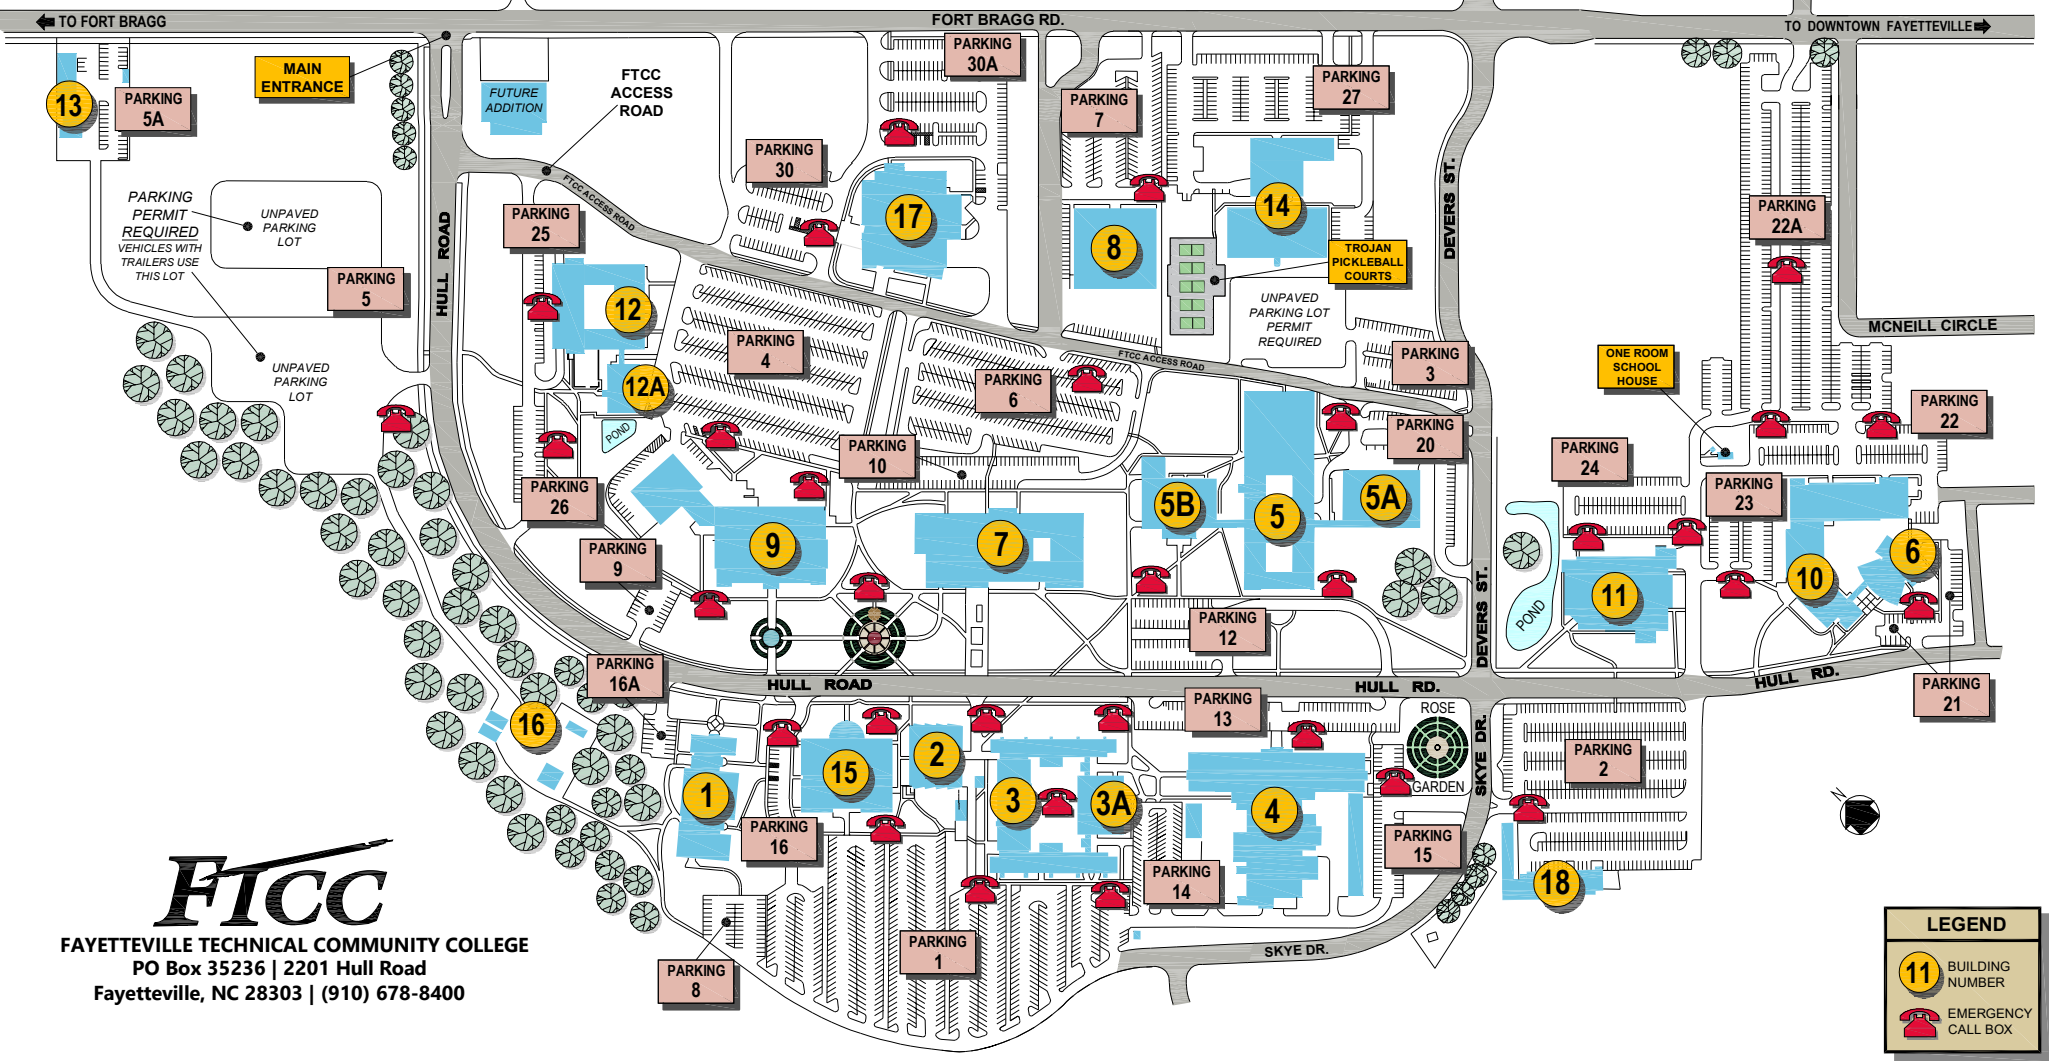 TO FORT BRAGG
FORT BRAGG RD.
TO DOWNTOWN FAYETTEVILLE
MAIN
ENTRANCE
13
PARKING
5A
FUTURE
ADDITION
FTCC
ACCESS
ROAD
PARKING
30A
PARKING
7
PARKING
27
PARKING
30
FTCC ACCESS ROAD
PARKING
PERMIT
REQUIRED
VEHICLES WITH
TRAILERS USE
THIS LOT
UNPAVED
PARKING
LOT
PARKING
5
HULL ROAD
PARKING
25
17
8
14
DEVERS ST.
TROJAN
PICKLEBALL
COURTS
PARKING
22A
UNPAVED
PARKING LOT
PERMIT
REQUIRED
MCNEILL CIRCLE
12
PARKING
4
FTCC ACCESS ROAD
PARKING
3
ONE ROOM
SCHOOL
HOUSE
UNPAVED
PARKING
LOT
12A
PARKING
6
PARKING
22
POND
PARKING
10
PARKING
20
PARKING
24
PARKING
26
PARKING
23
5B
5
5A
9
7
6
PARKING
9
10
11
POND
PARKING
12
DEVERS ST.
PARKING
16A
HULL ROAD
HULL RD.
HULL RD.
PARKING
21
16
PARKING
13
ROSE
GARDEN
SKYE DR.
PARKING
2
1
15
2
3
3A
4
PARKING
16
PARKING
15
PARKING
14
18
PARKING
1
SKYE DR.
PARKING
8
N
FTCC
FAYETTEVILLE TECHNICAL COMMUNITY COLLEGE
PO Box 35236 | 2201 Hull Road
Fayetteville, NC 28303 | (910) 678-8400
LEGEND
11
BUILDING
NUMBER
EMERGENCY
CALL BOX